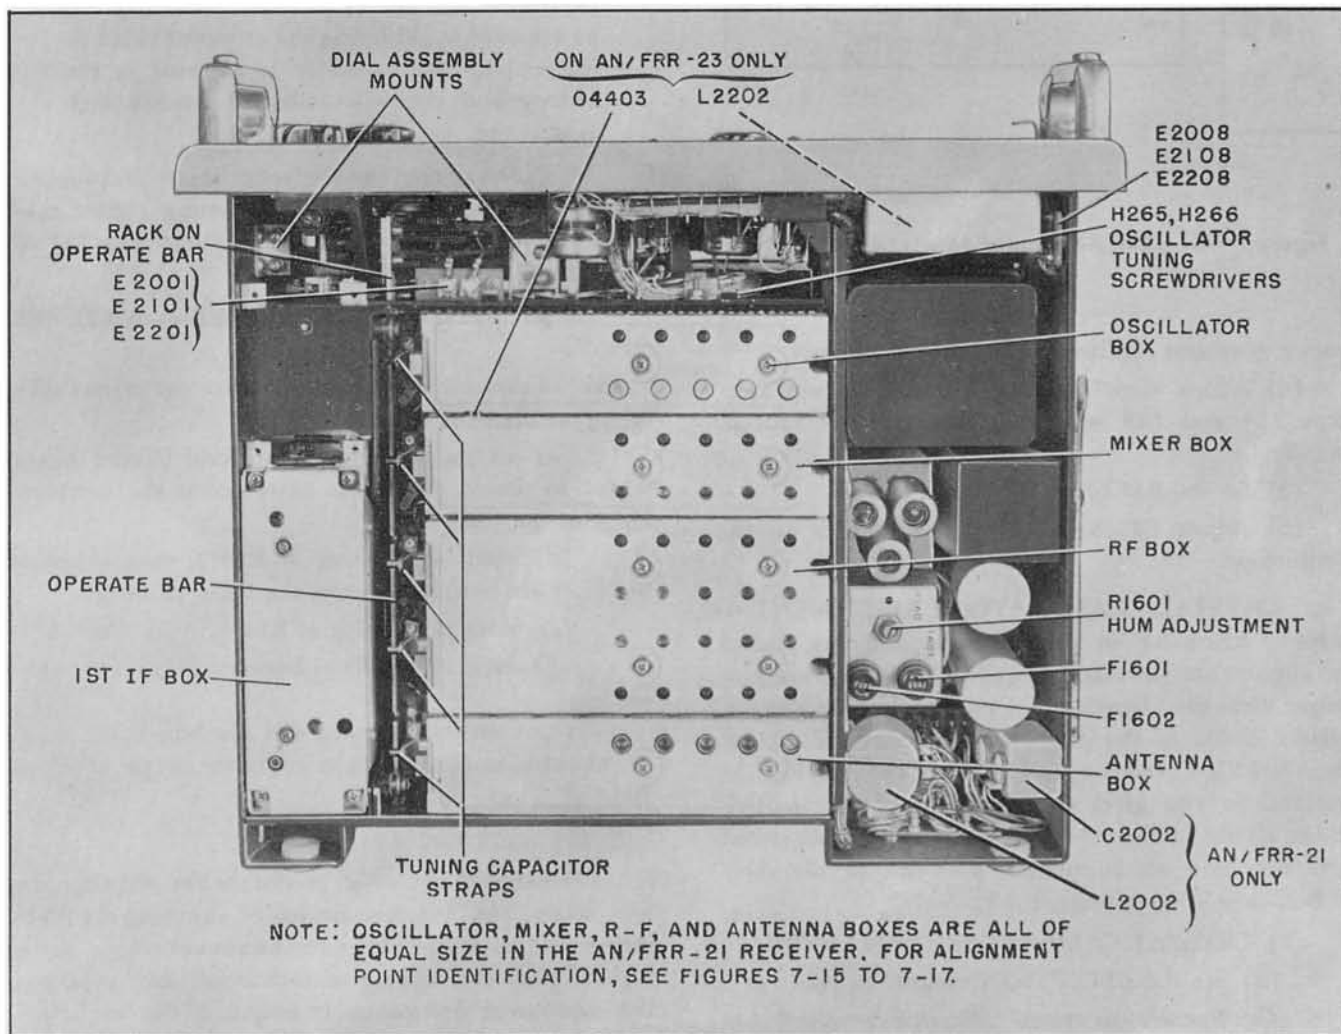 DIAL ASSEMBLY
MOUNTS
ON AN/FRR-23 ONLY
O4403 L2202
E2008
E2108
E2208
H265, H266
OSCILLATOR
TUNING
SCREWDRIVERS
RACK ON
OPERATE BAR
E2001
E2101
E2201
OSCILLATOR
BOX
MIXER BOX
RF BOX
OPERATE BAR
R1601
HUM ADJUSTMENT
1ST IF BOX
F1601
F1602
ANTENNA
BOX
C2002
AN/FRR-21
ONLY
L2002
TUNING CAPACITOR
STRAPS
NOTE: OSCILLATOR, MIXER, R-F, AND ANTENNA BOXES ARE ALL OF
EQUAL SIZE IN THE AN/FRR-21 RECEIVER. FOR ALIGNMENT
POINT IDENTIFICATION, SEE FIGURES 7-15 TO 7-17.